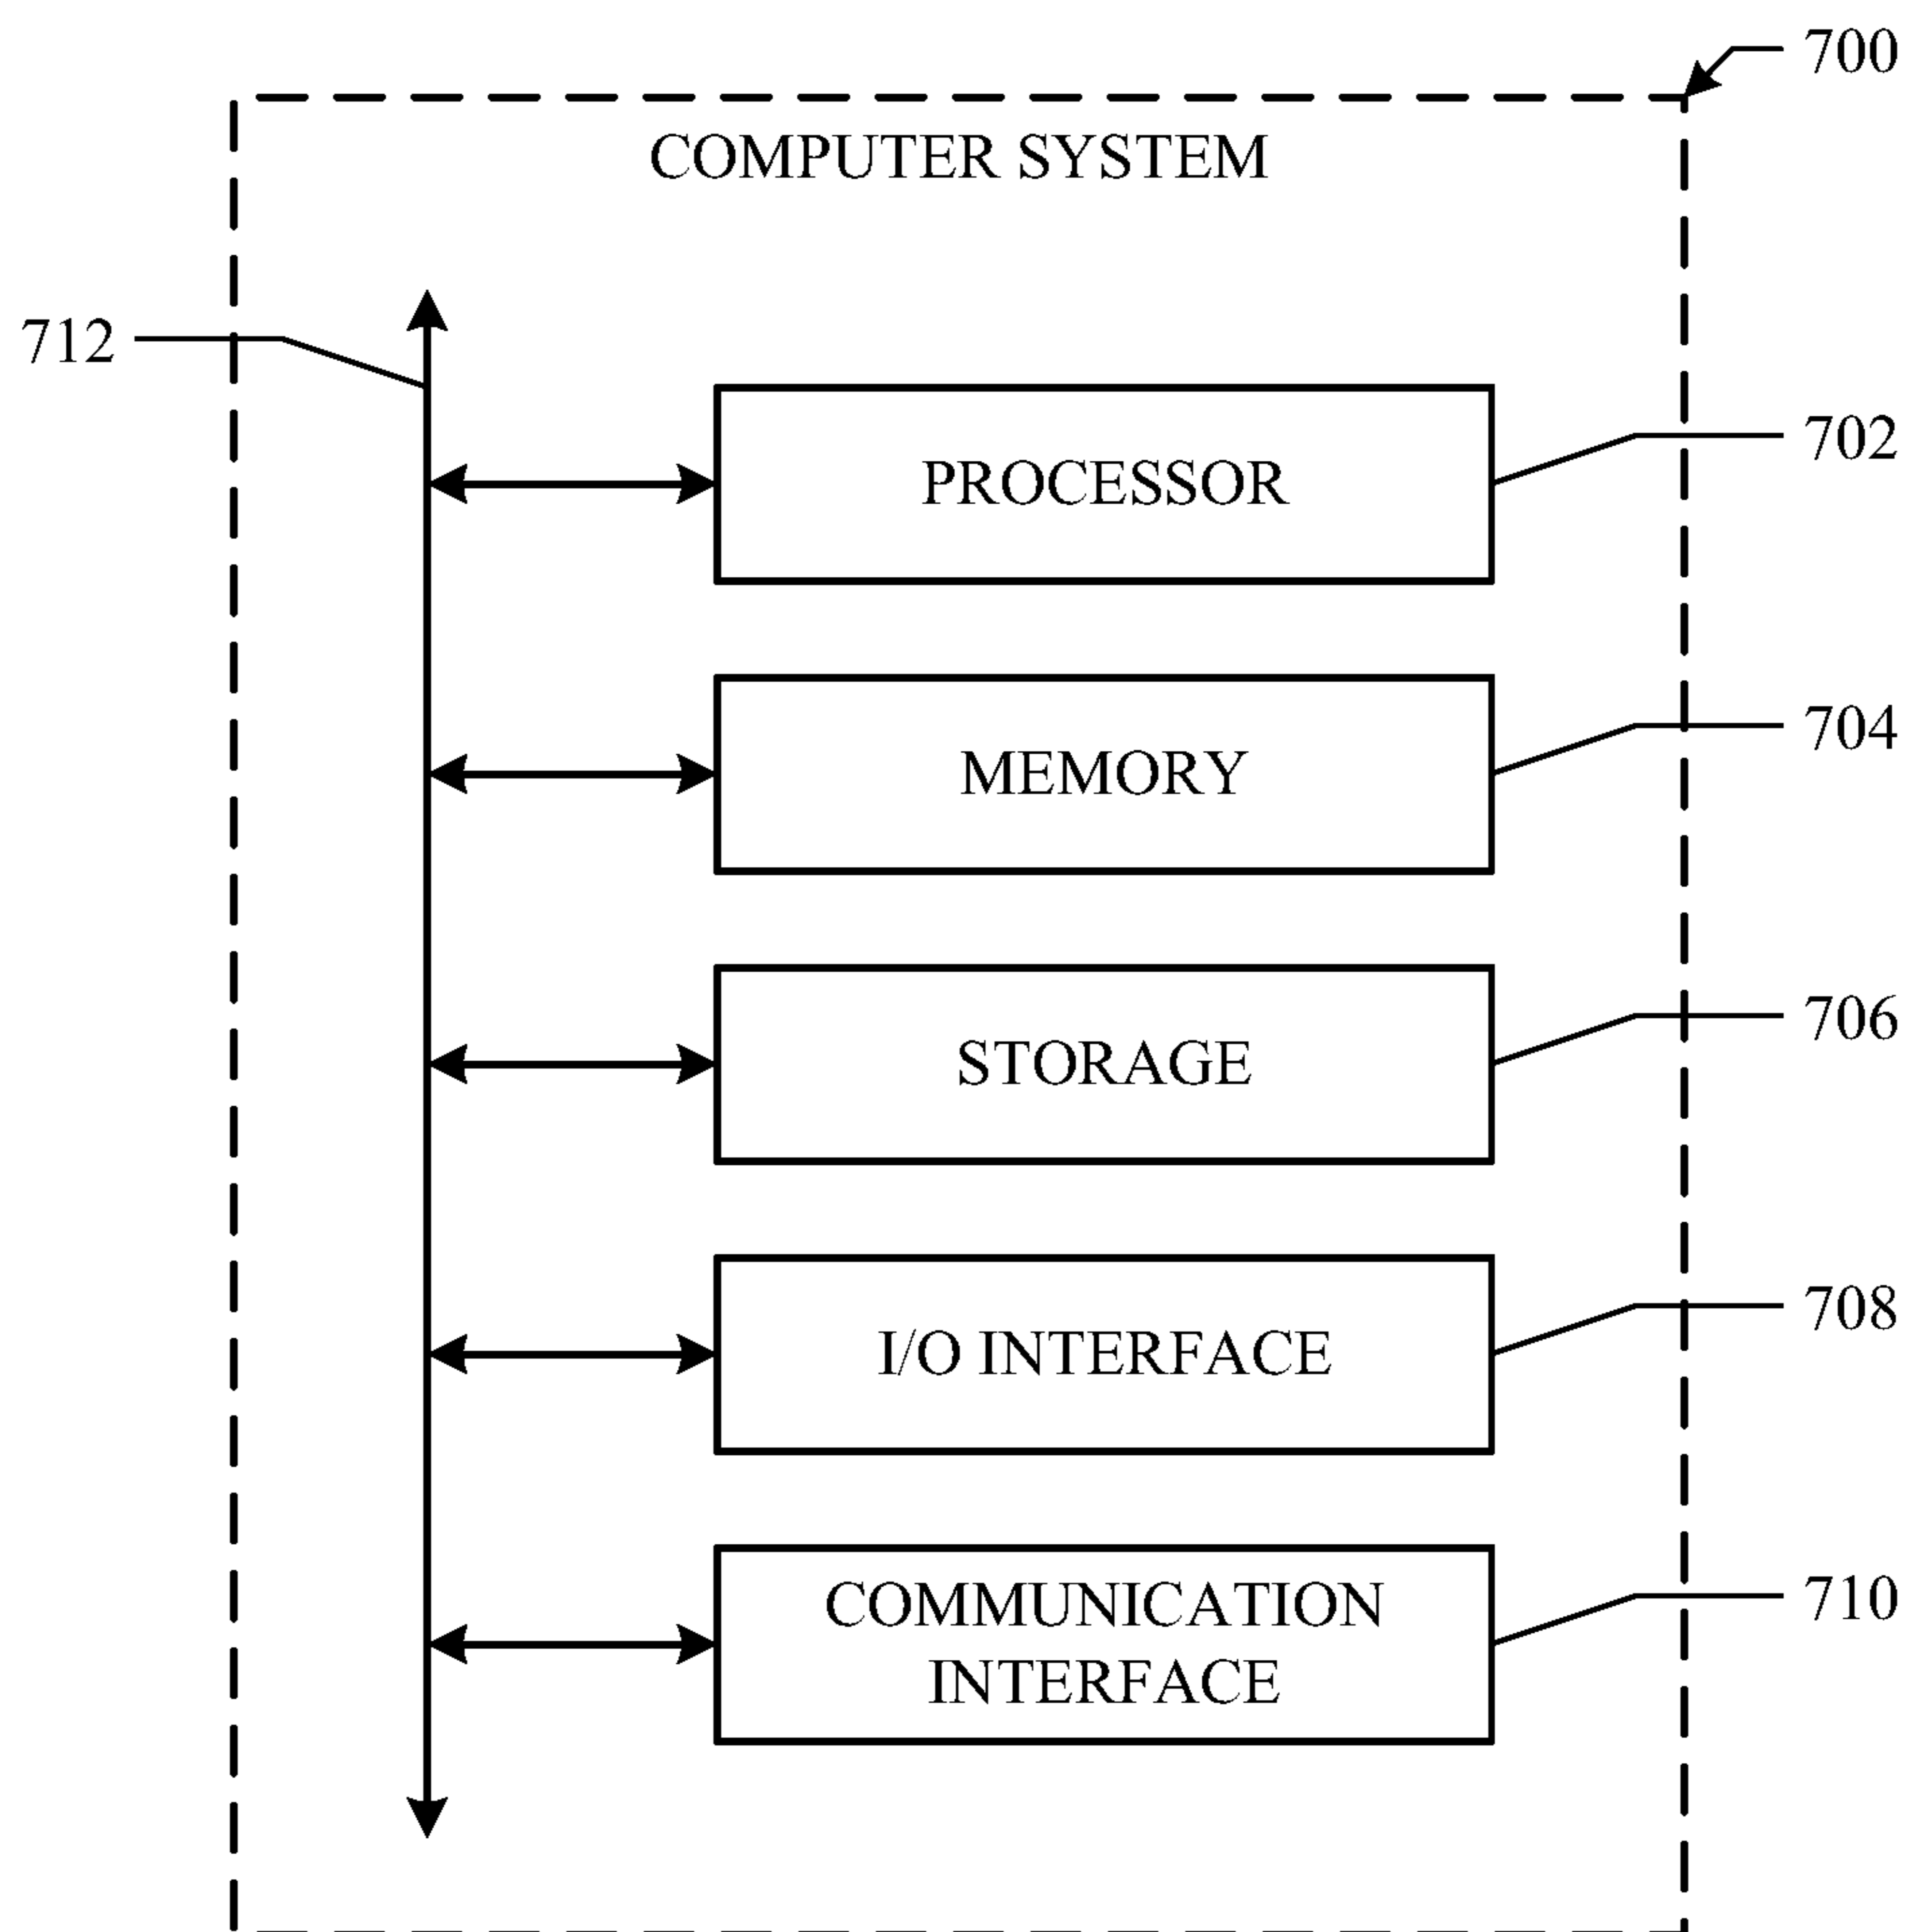 700
COMPUTER SYSTEM
712
702
PROCESSOR
704
MEMORY
706
STORAGE
708
I/O INTERFACE
710
COMMUNICATION
INTERFACE